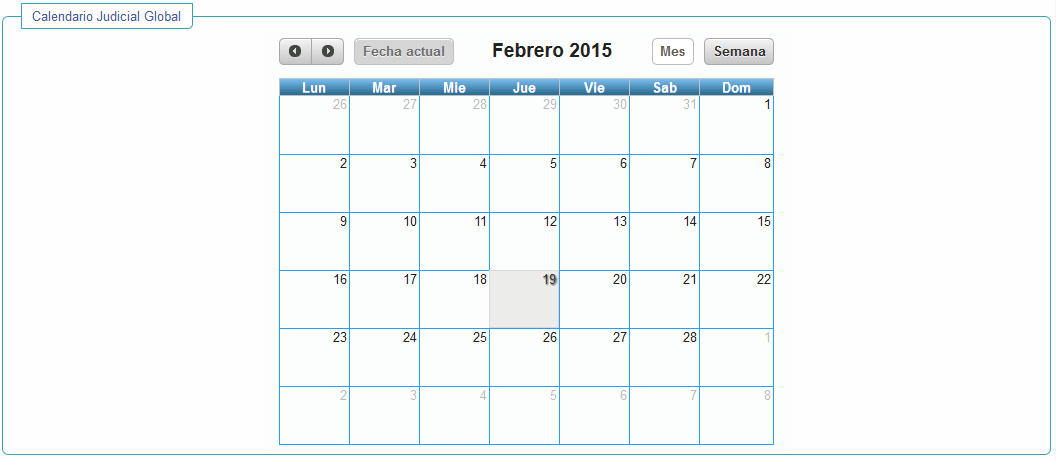 Calendario Judicial Global
Fecha actual Febrero 2015 Mes Semana
Lun Mar Mie Jue Vie Sab Dom
26 27 28 29 30 31 1
2 3 4 5 6 7 8
9 10 11 12 13 14 15
16 17 18 19 20 21 22
23 24 25 26 27 28 1
2 3 4 5 6 7 8